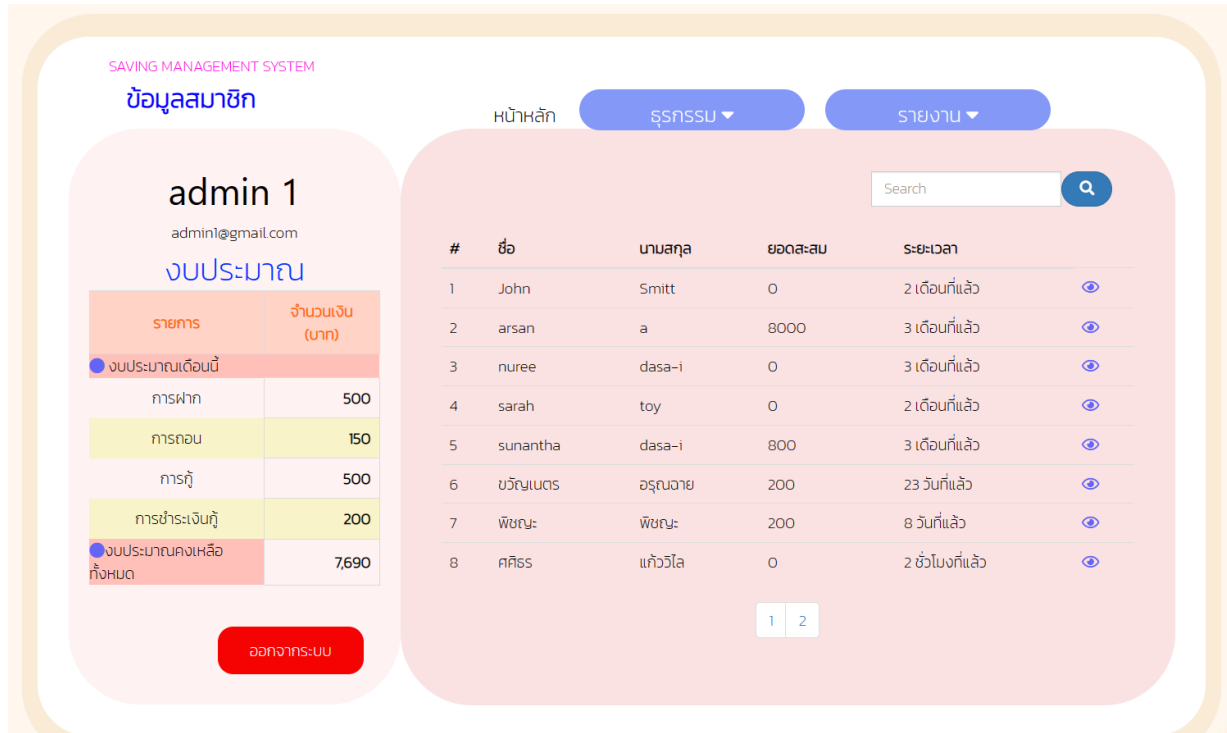 SAVING MANAGEMENT SYSTEM
ข้อมูลสมาชิก
หน้าหลัก ธุรกรรม รายงาน
admin 1
admin1@gmail.com
งบประมาณ
รายการ จำนวนเงิน (บาท)
งบประมาณเดือนนี้
การฝาก 500
การถอน 150
การกู้ 500
การชำระเงินกู้ 200
งบประมาณคงเหลือ
ทั้งหมด 7,690
ออกจากระบบ
Search
# ชื่อ นามสกุล ยอดสะสม ระยะเวลา
1 John Smitt 0 2 เดือนที่แล้ว
2 arsan a 8000 3 เดือนที่แล้ว
3 nuree dasa-i 0 3 เดือนที่แล้ว
4 sarah toy 0 2 เดือนที่แล้ว
5 sunantha dasa-i 800 3 เดือนที่แล้ว
6 ขวัญเนตร อรุณฉาย 200 23 วันที่แล้ว
7 พิชญะ พิชญะ 200 8 วันที่แล้ว
8 ศศิธร แก้ววิไล 0 2 ชั่วโมงที่แล้ว
1 2